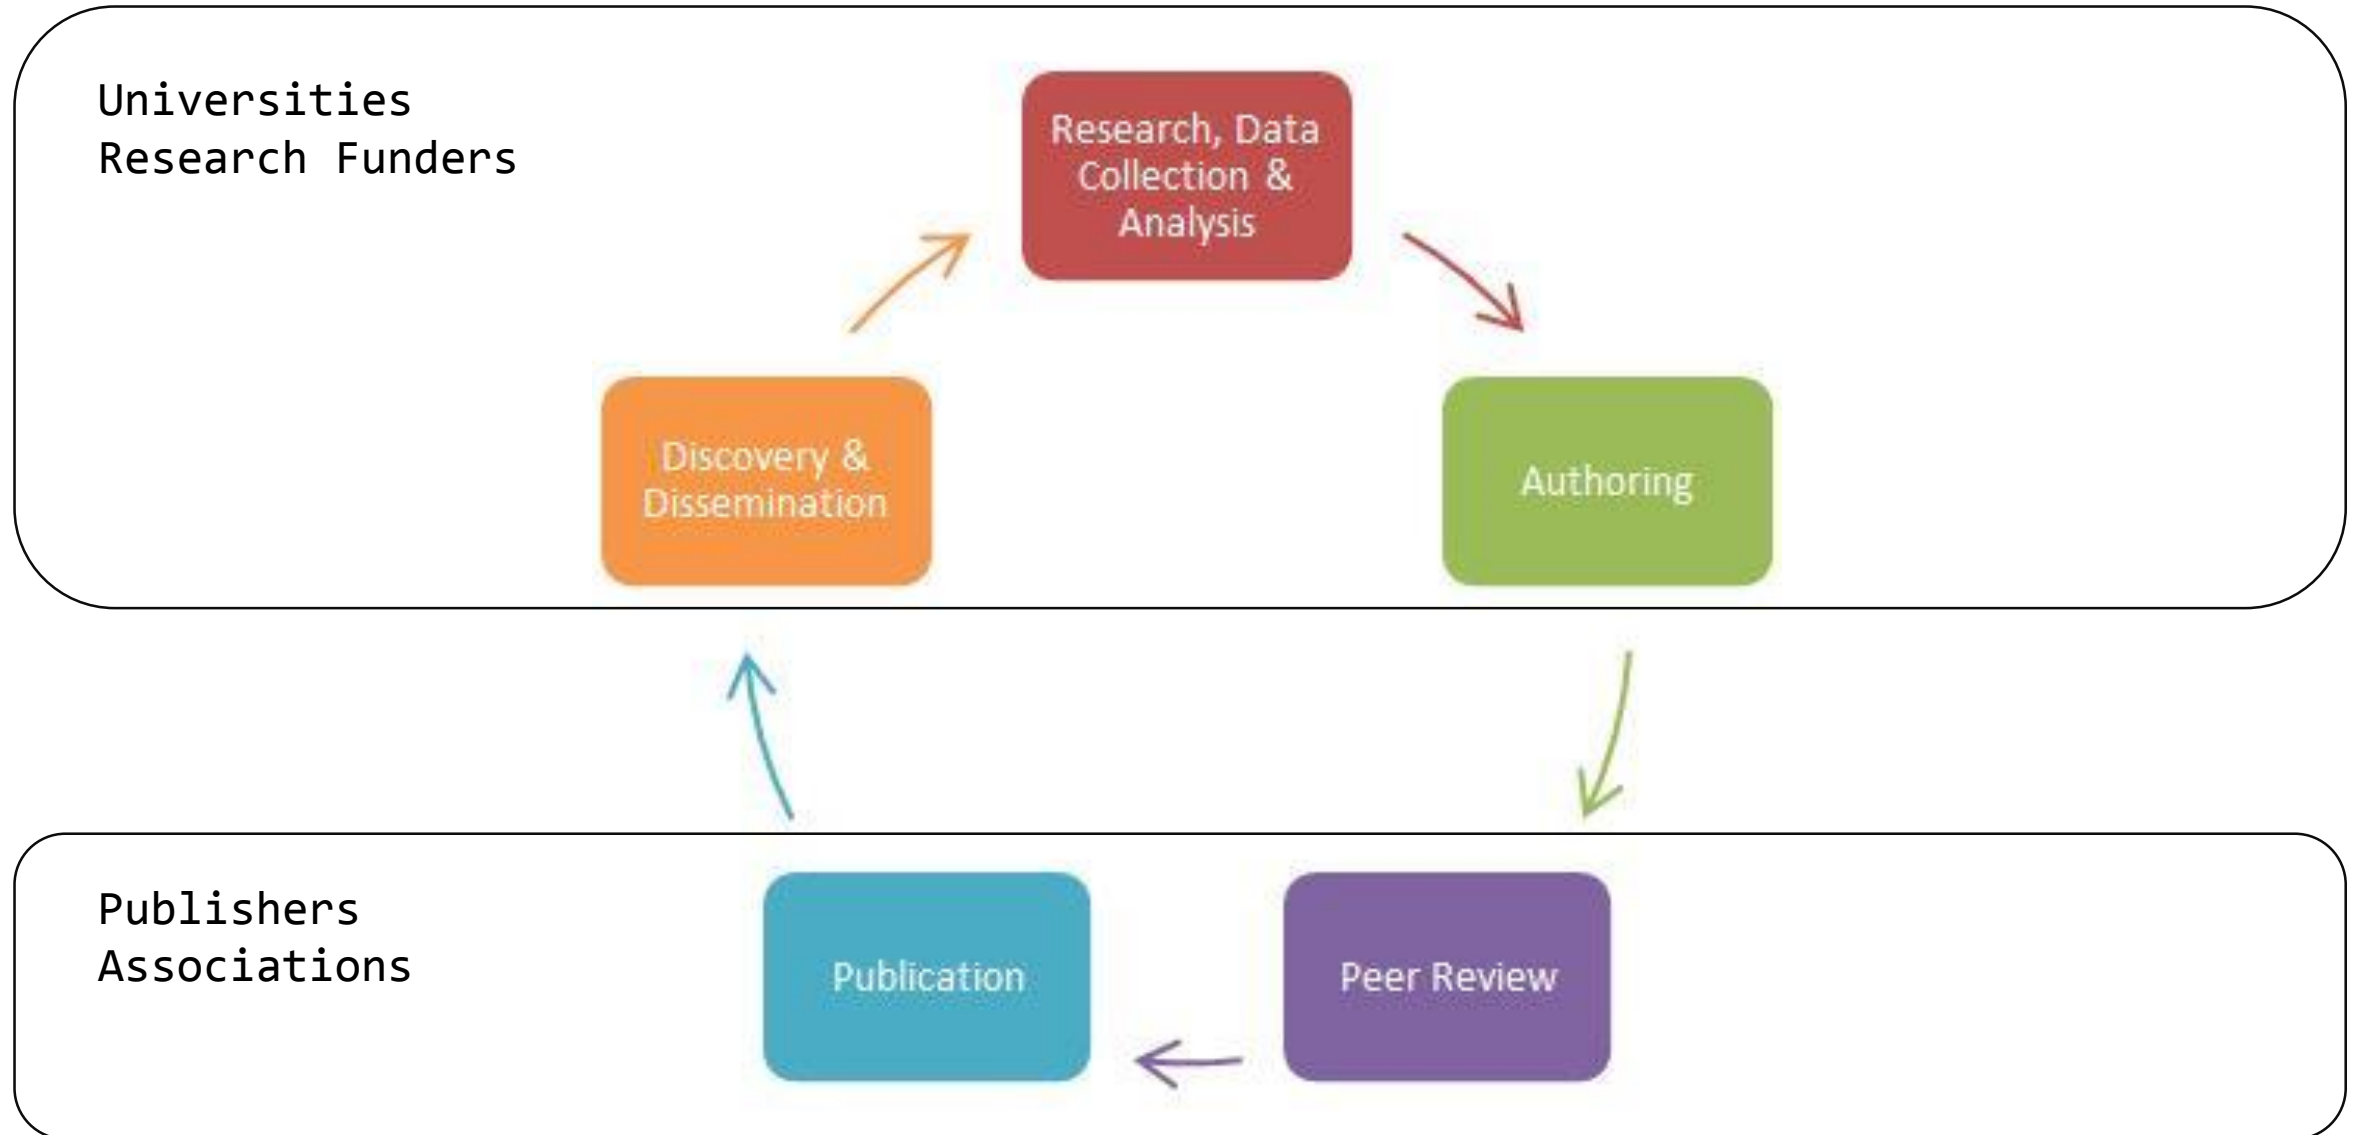 Universities
Research Funders
Research, Data
Collection &
Analysis
Discovery &
Dissemination
Authoring
Publishers
Associations
Publication
Peer Review